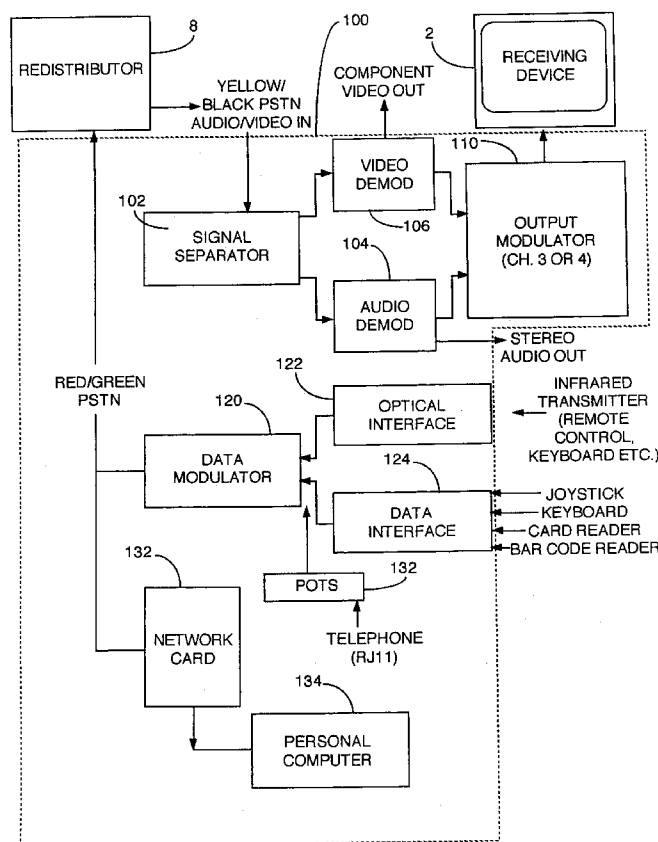 8
REDISTRIBUTOR
100
2
RECEIVING
DEVICE
YELLOW/
BLACK PSTN
AUDIO/VIDEO IN
COMPONENT
VIDEO OUT
110
102
SIGNAL
SEPARATOR
VIDEO
DEMOD
106
104
AUDIO
DEMOD
OUTPUT
MODULATOR
(CH. 3 OR 4)
STEREO
AUDIO OUT
RED/GREEN
PSTN
122
OPTICAL
INTERFACE
INFRARED
TRANSMITTER
(REMOTE
CONTROL,
KEYBOARD ETC.)
120
DATA
MODULATOR
124
DATA
INTERFACE
JOYSTICK
KEYBOARD
CARD READER
BAR CODE READER
132
NETWORK
CARD
POTS
132
TELEPHONE
(RJ11)
134
PERSONAL
COMPUTER